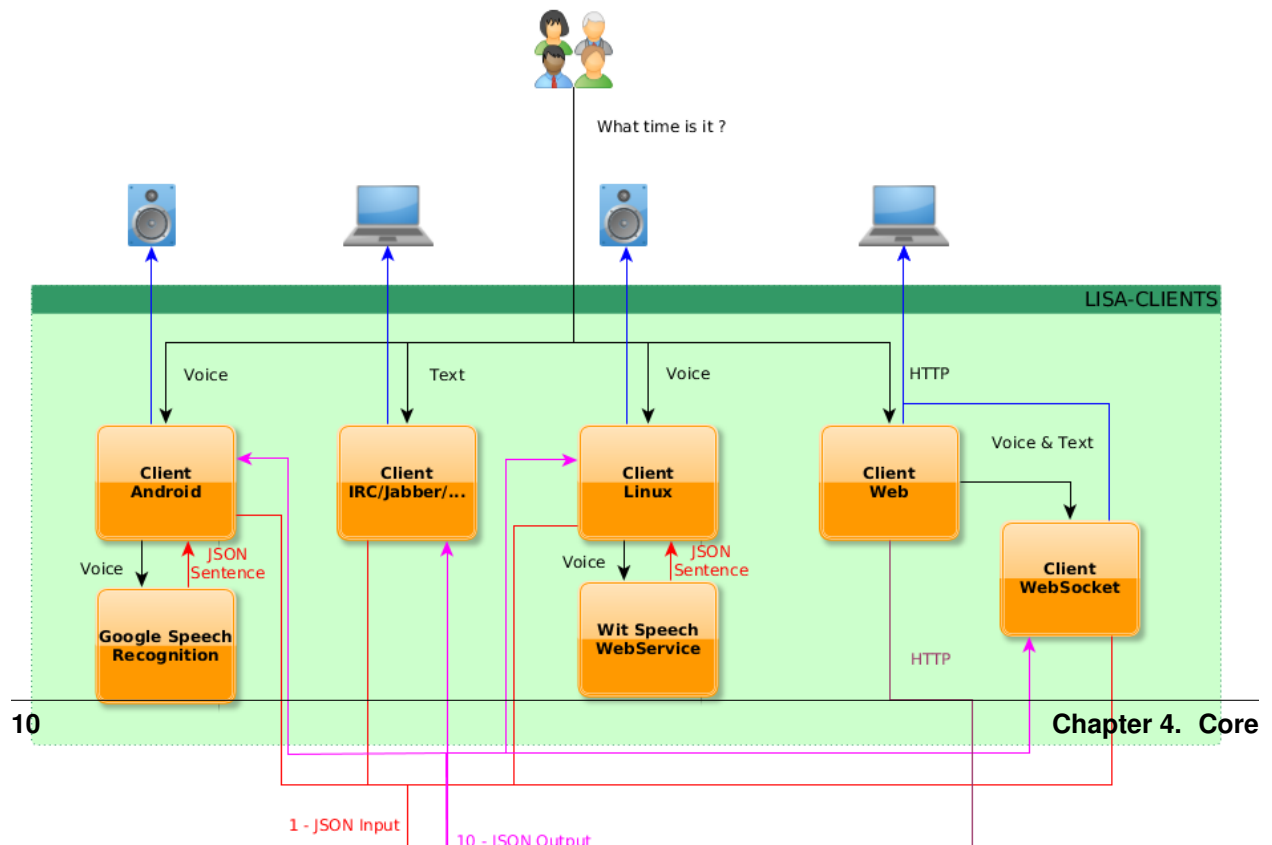 What time is it ?
LISA-CLIENTS
Voice
Text
Voice
HTTP
Voice & Text
Client
Android
Client
IRC/Jabber/...
Client
Linux
Client
Web
Client
WebSocket
Voice
JSON
Sentence
Voice
JSON
Sentence
Google Speech
Recognition
Wit Speech
WebService
HTTP
10
Chapter 4. Core
1 - JSON Input
10 - JSON Output